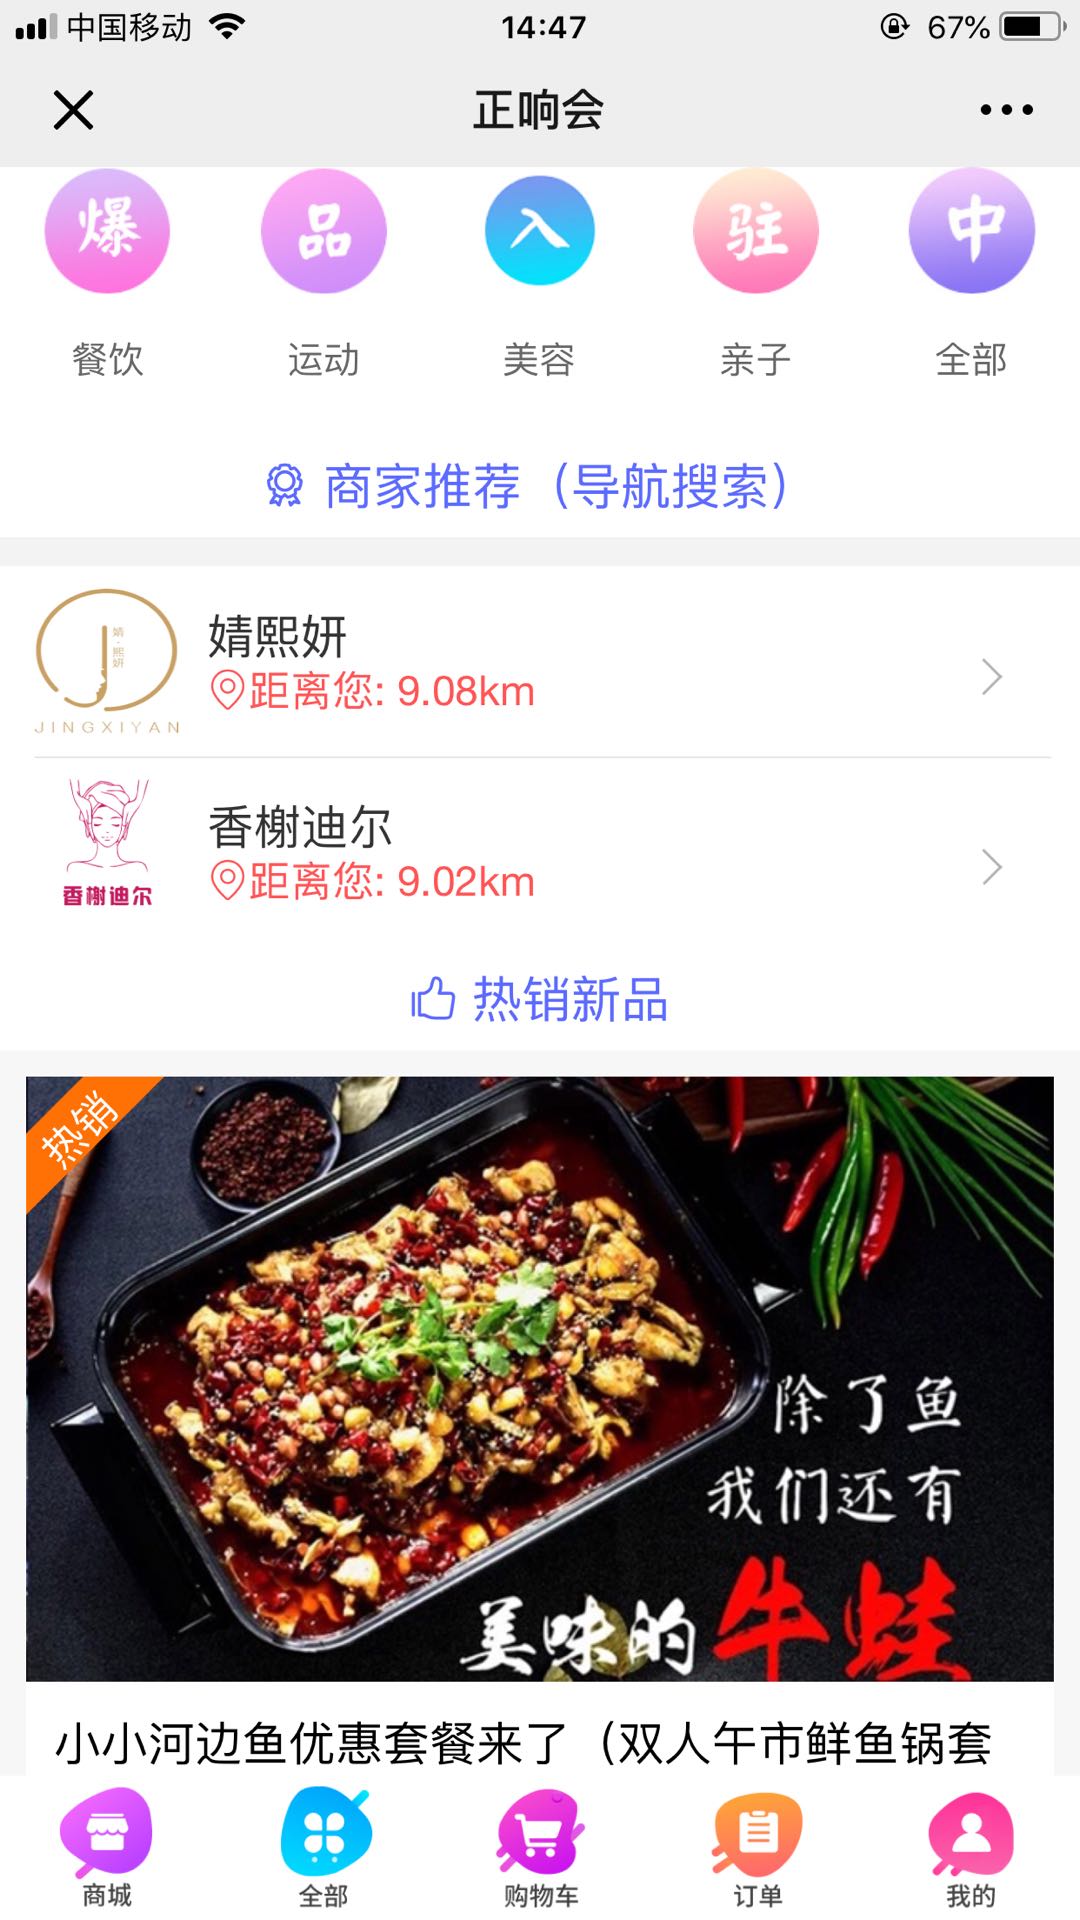 中国移动 14:47 67%
正响会
爆 品 入 驻 中
餐饮 运动 美容 亲子 全部
商家推荐（导航搜索）
婧·熙妍
JINGXIYAN
婧熙妍
距离您: 9.08km
香榭迪尔
香榭迪尔
距离您: 9.02km
热销新品
热销
除了鱼
我们还有
美味的牛蛙
小小河边鱼优惠套餐来了（双人午市鲜鱼锅套
商城 全部 购物车 订单 我的